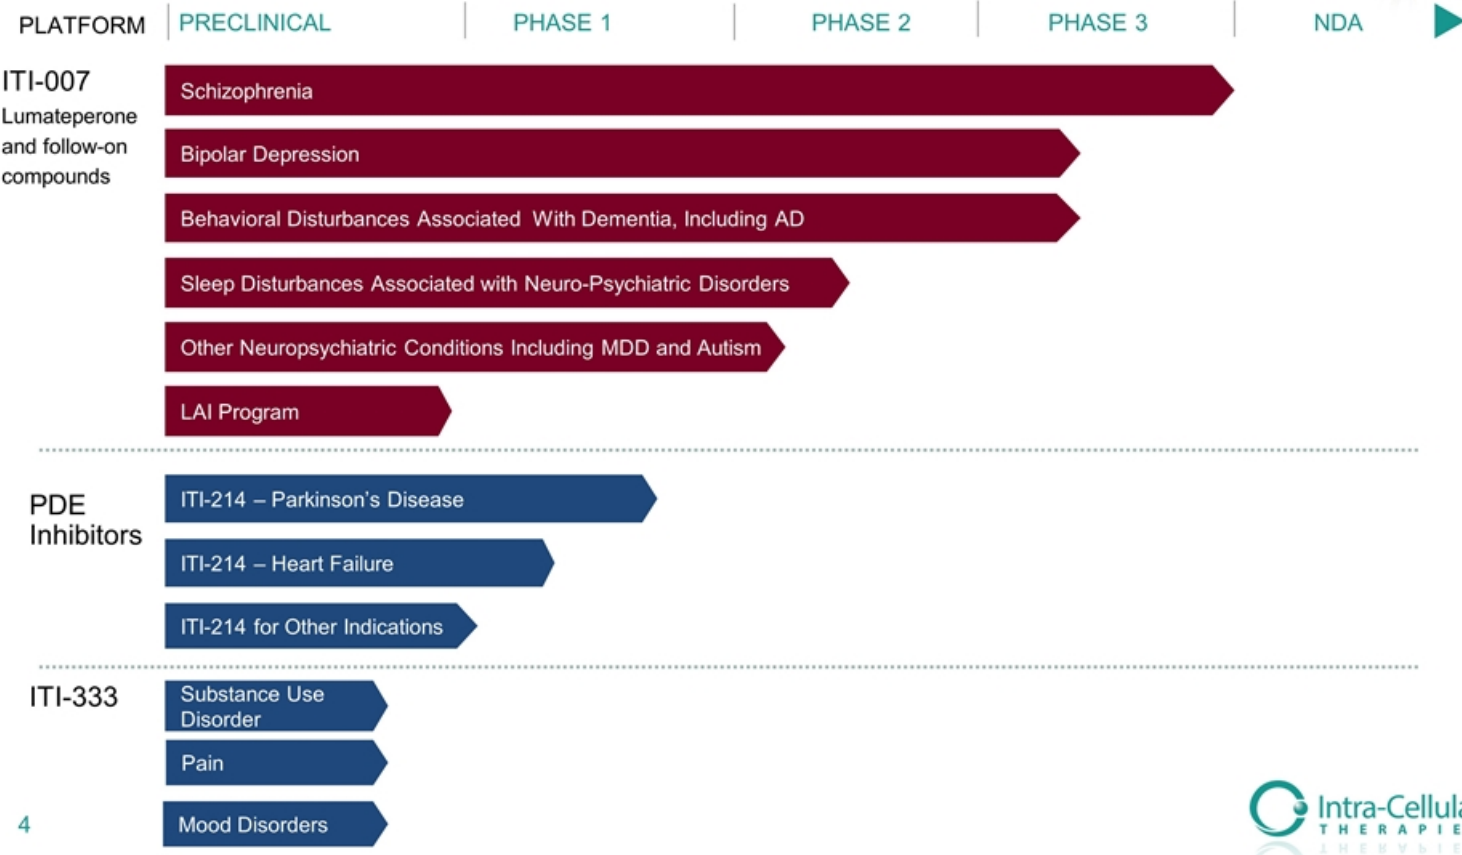 PLATFORM PRECLINICAL PHASE 1 PHASE 2 PHASE 3 NDA
ITI-007
Lumateperone
and follow-on
compounds
Schizophrenia
Bipolar Depression
Behavioral Disturbances Associated With Dementia, Including AD
Sleep Disturbances Associated with Neuro-Psychiatric Disorders
Other Neuropsychiatric Conditions Including MDD and Autism
LAI Program
PDE
Inhibitors
ITI-214 – Parkinson's Disease
ITI-214 – Heart Failure
ITI-214 for Other Indications
ITI-333
Substance Use
Disorder
Pain
Mood Disorders
4
Intra-Cellula
THERAPIE